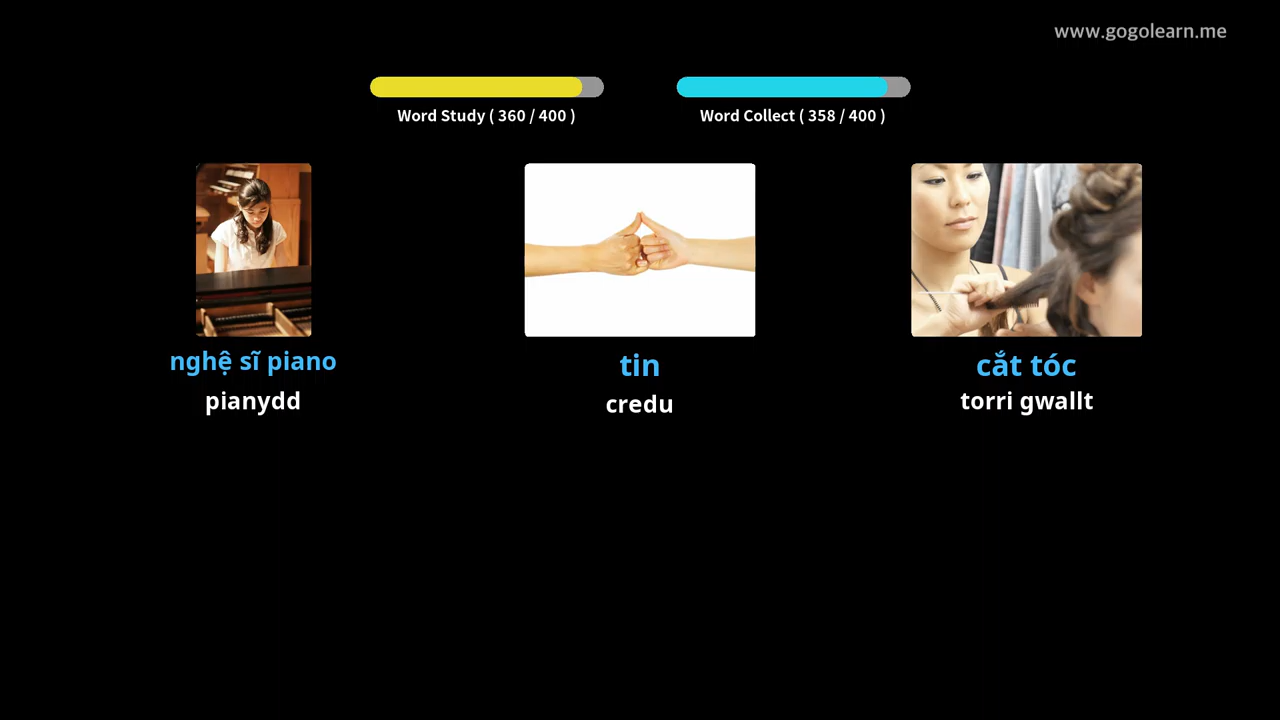 www.gogolearn.me
Word Study ( 360 / 400 )
Word Collect ( 358 / 400 )
nghệ sĩ piano
pianydd
tin
credu
cắt tóc
torri gwallt